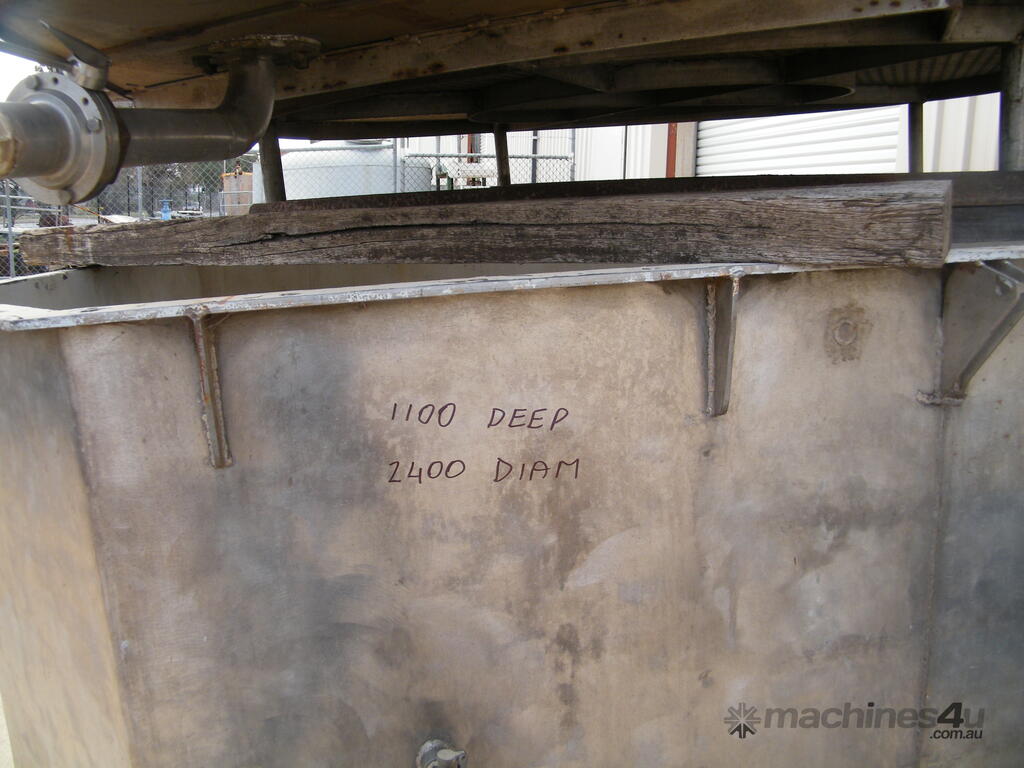 1100 DEEP
2400 DIAM
machines4u
.com.au